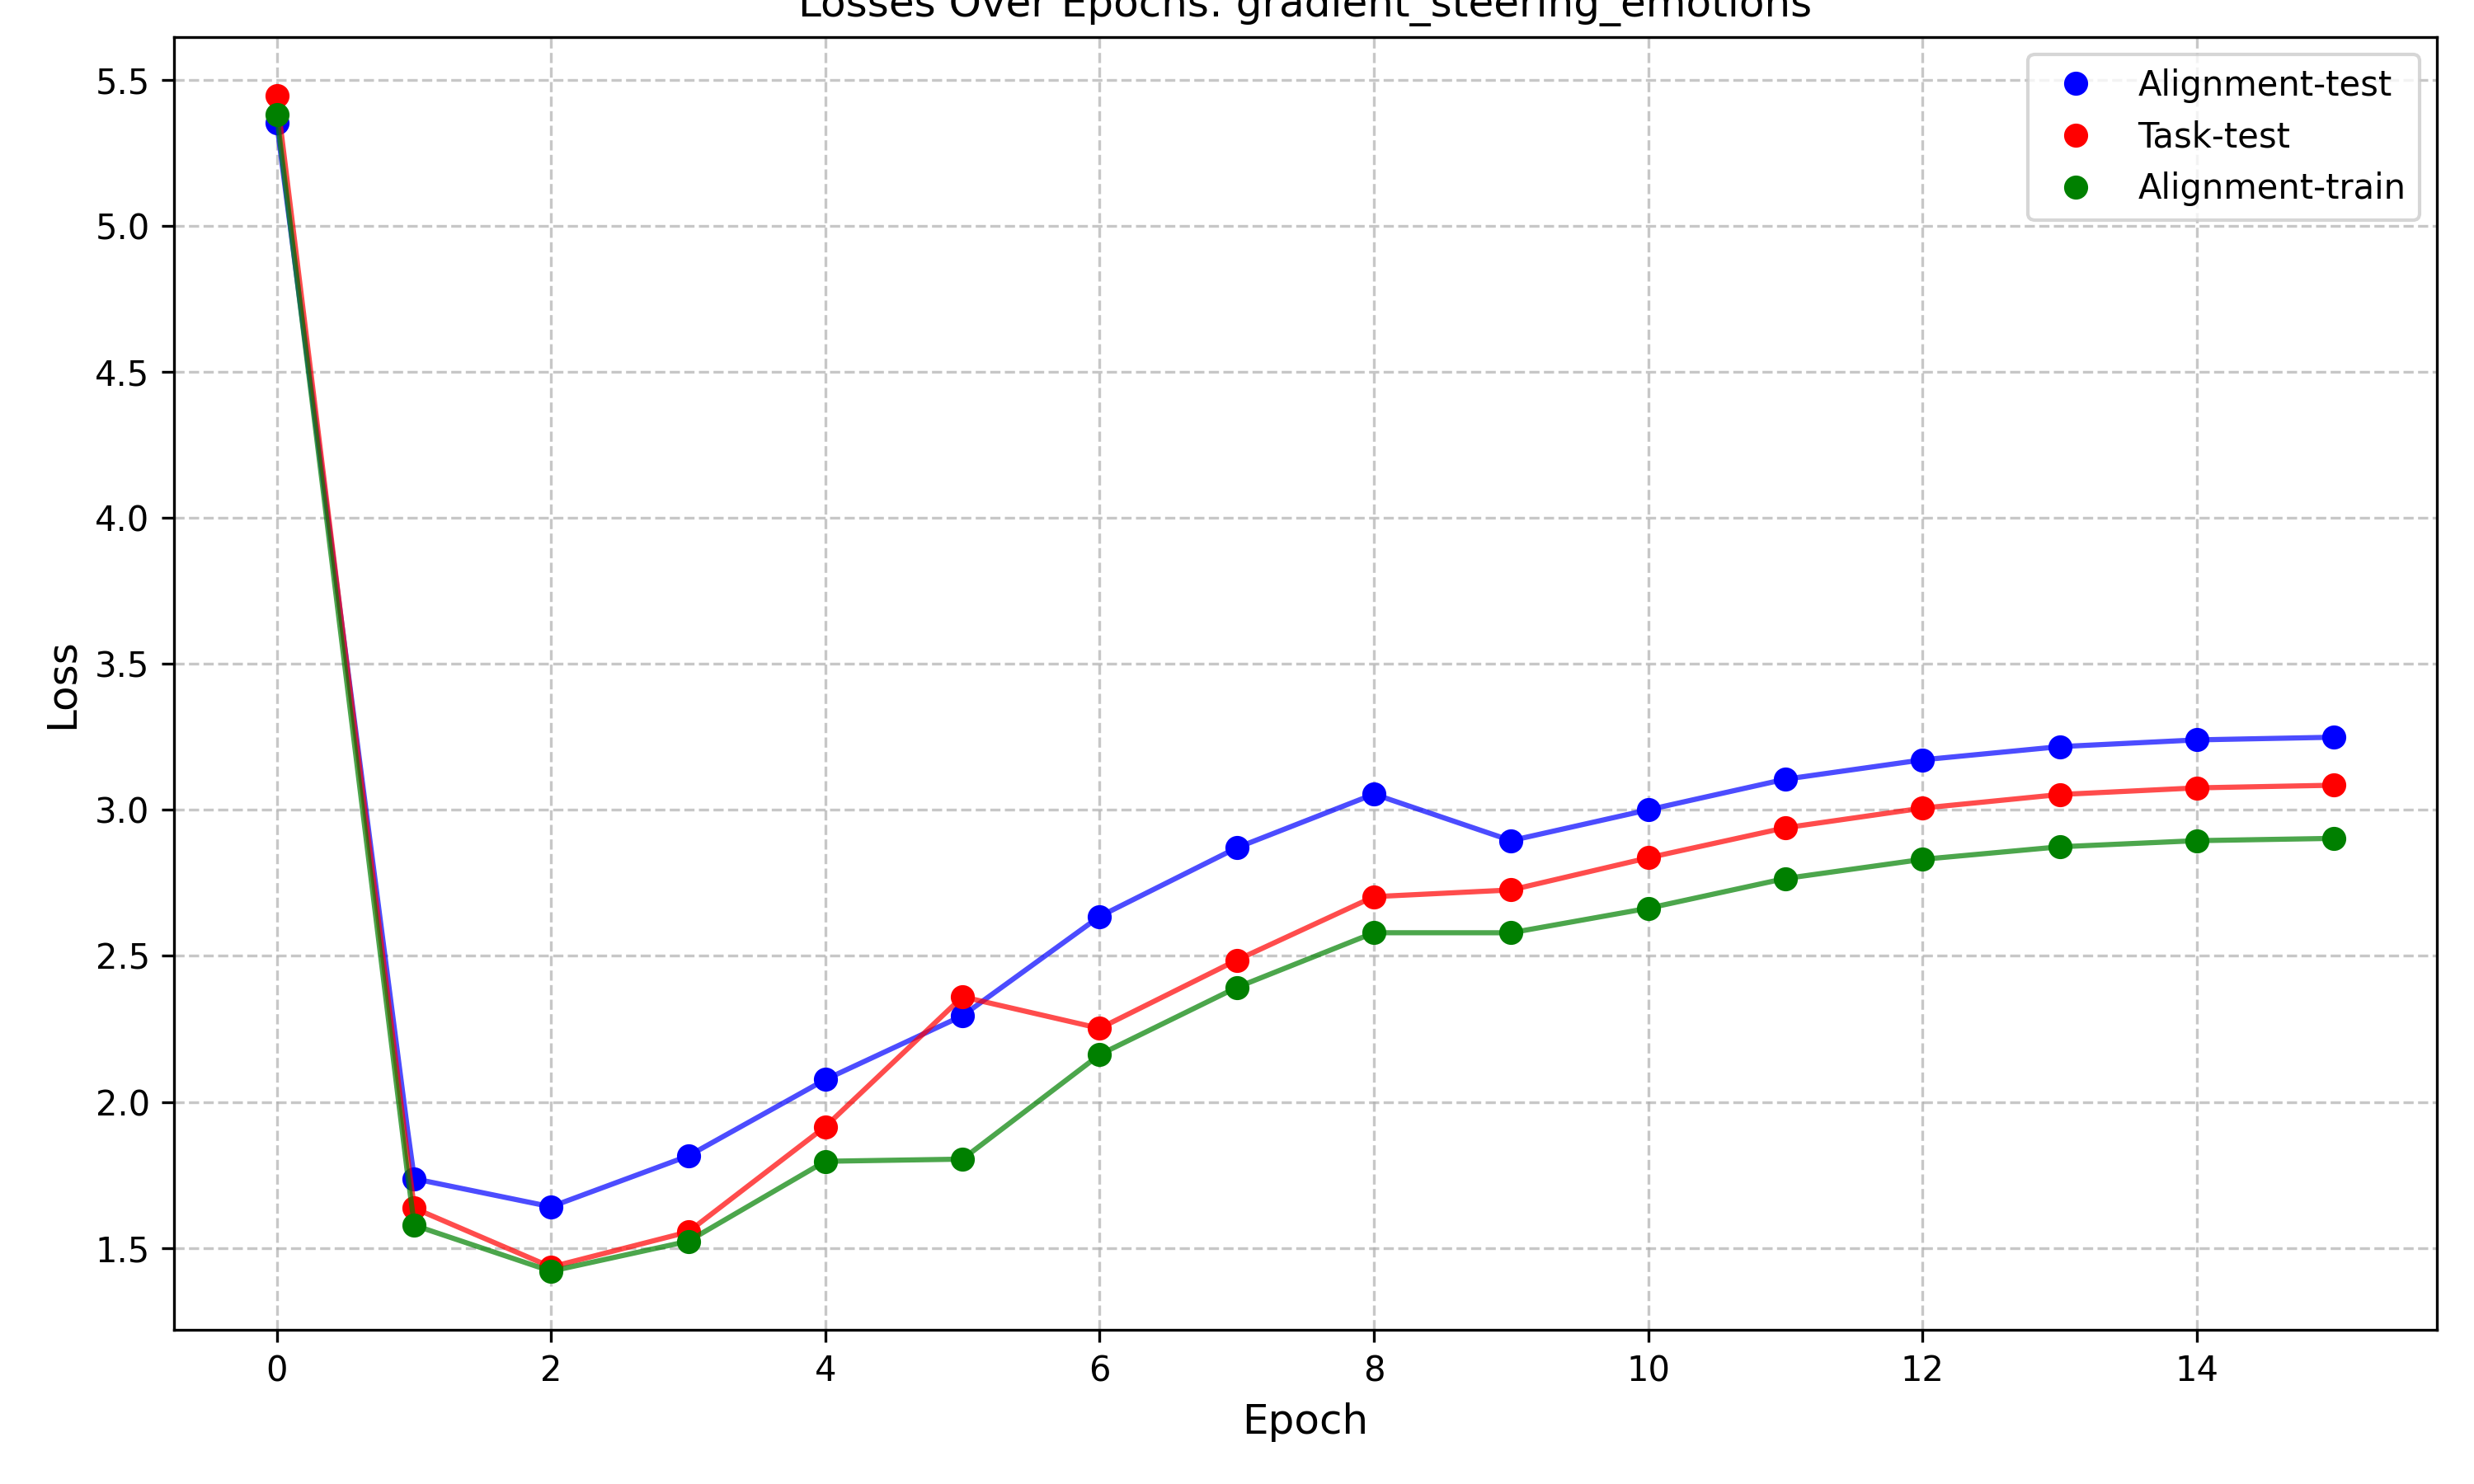 Losses Over Epochs: gradient_steering_emotions
5.5
5.0
4.5
4.0
3.5
3.0
2.5
2.0
1.5
Loss
0 2 4 6 8 10 12 14
Epoch
Alignment-test
Task-test
Alignment-train